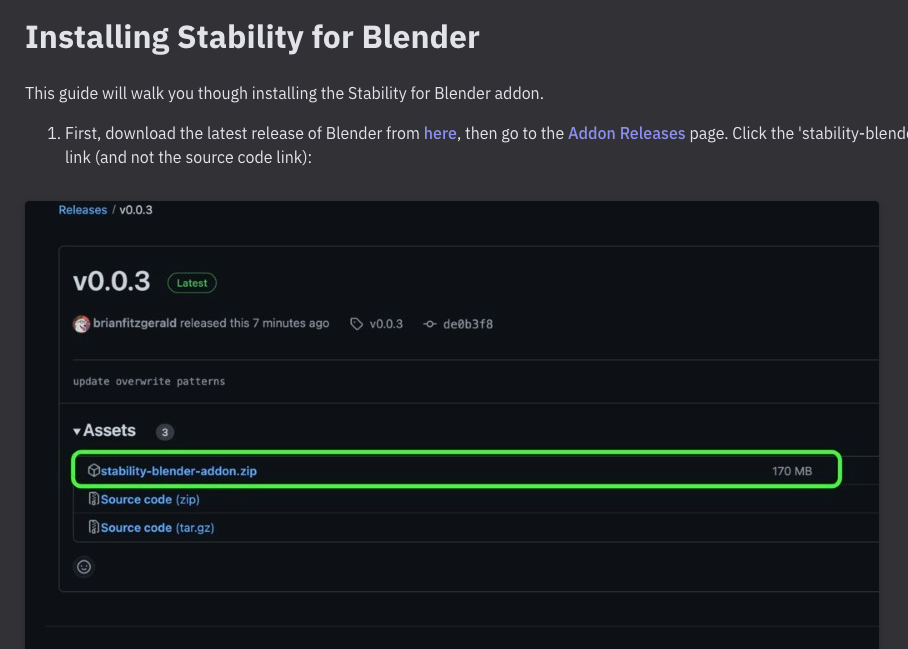 Installing Stability for Blender
This guide will walk you though installing the Stability for Blender addon.
1. First, download the latest release of Blender from here, then go to the Addon Releases page. Click the 'stability-blende
link (and not the source code link):
Releases / v0.0.3
v0.0.3 Latest
brianfitzgerald released this 7 minutes ago v0.0.3 de0b3f8
update overwrite patterns
Assets 3
stability-blender-addon.zip 170 MB
Source code (zip)
Source code (tar.gz)